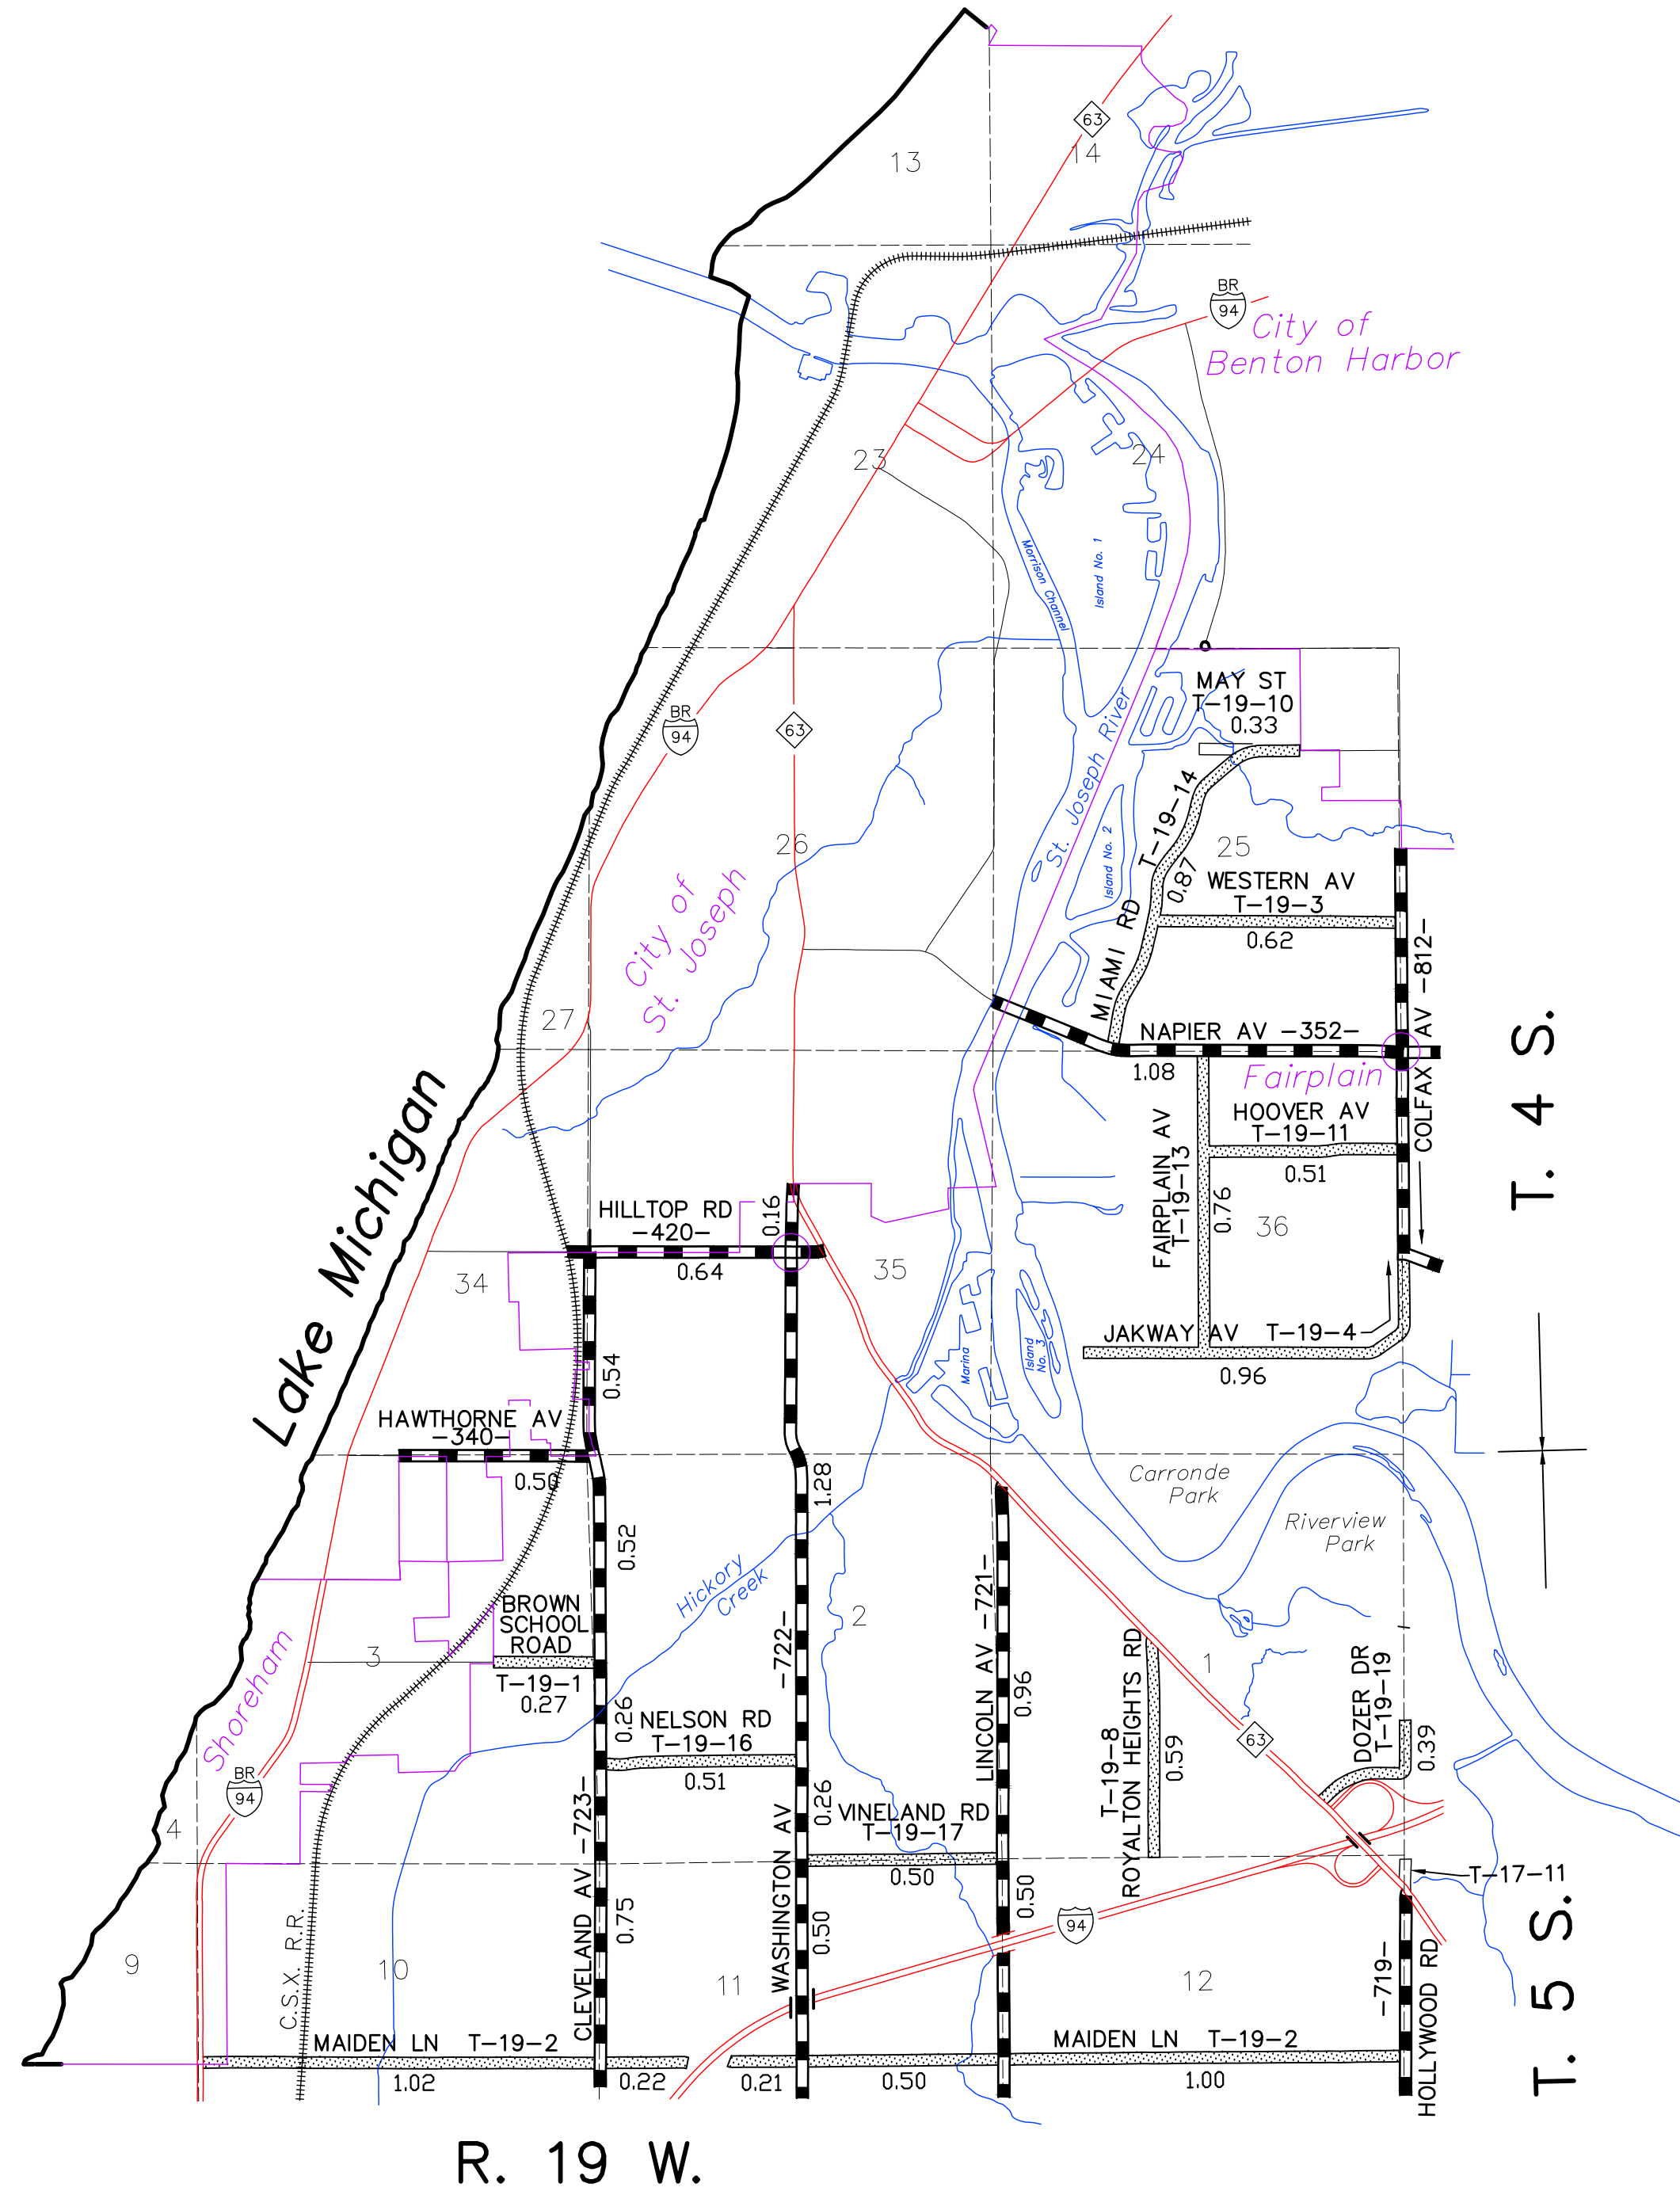 63
13
14
BR
94
City of
Benton Harbor
23
24
Morrison Channel
Island No. 1
MAY ST
T-19-10
0.33
BR
94
63
St. Joseph River
T-19-14
0.87
MIAMI RD
Island No. 2
26
25
WESTERN AV
T-19-3
0.62
City of
St. Joseph
COLFAX AV -812-
27
NAPIER AV -352-
1.08
Fairplain
HOOVER AV
T-19-11
0.51
FAIRPLAIN AV
T-19-13
0.76
36
T. 4 S.
Lake Michigan
HILLTOP RD
-420-
0.16
0.64
35
34
JAKWAY AV T-19-4
0.96
Marina
Island
No. 3
0.54
HAWTHORNE AV
-340-
0.50
1.28
Carronde
Park
Riverview
Park
0.52
Hickory
Creek
BROWN
SCHOOL
ROAD
T-19-1
0.27
3
2
1
-722-
LINCOLN AV -721-
0.96
T-19-8
ROYALTON HEIGHTS RD
0.59
DOZER DR
T-19-19
0.39
Shoreham
0.26
NELSON RD
T-19-16
0.51
63
BR
94
4
0.26
VINELAND RD
T-19-17
0.50
CLEVELAND AV -723-
0.75
WASHINGTON AV
0.50
0.50
T-17-11
94
C.S.X. R.R.
9
10
11
12
-719-
HOLLYWOOD RD
T. 5 S.
MAIDEN LN T-19-2
MAIDEN LN T-19-2
1.02
0.22
0.21
0.50
1.00
R. 19 W.